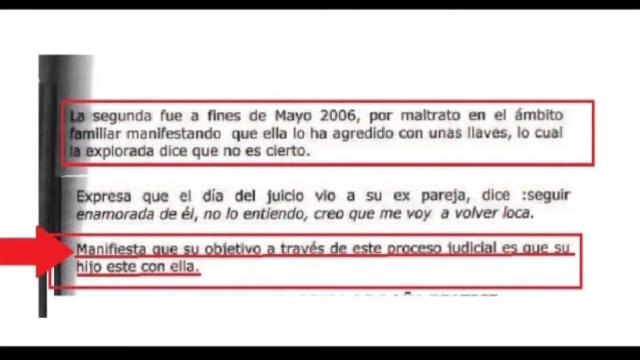 La segunda fue a fines de Mayo 2006, por maltrato en el ámbito
familiar manifestando que ella lo ha agredido con unas llaves, lo cual
la explorada dice que no es cierto.
Expresa que el día del juicio vio a su ex pareja, dice :seguir
enamorada de él, no lo entiendo, creo que me voy a volver loca.
Manifiesta que su objetivo a través de este proceso judicial es que su
hijo este con ella.